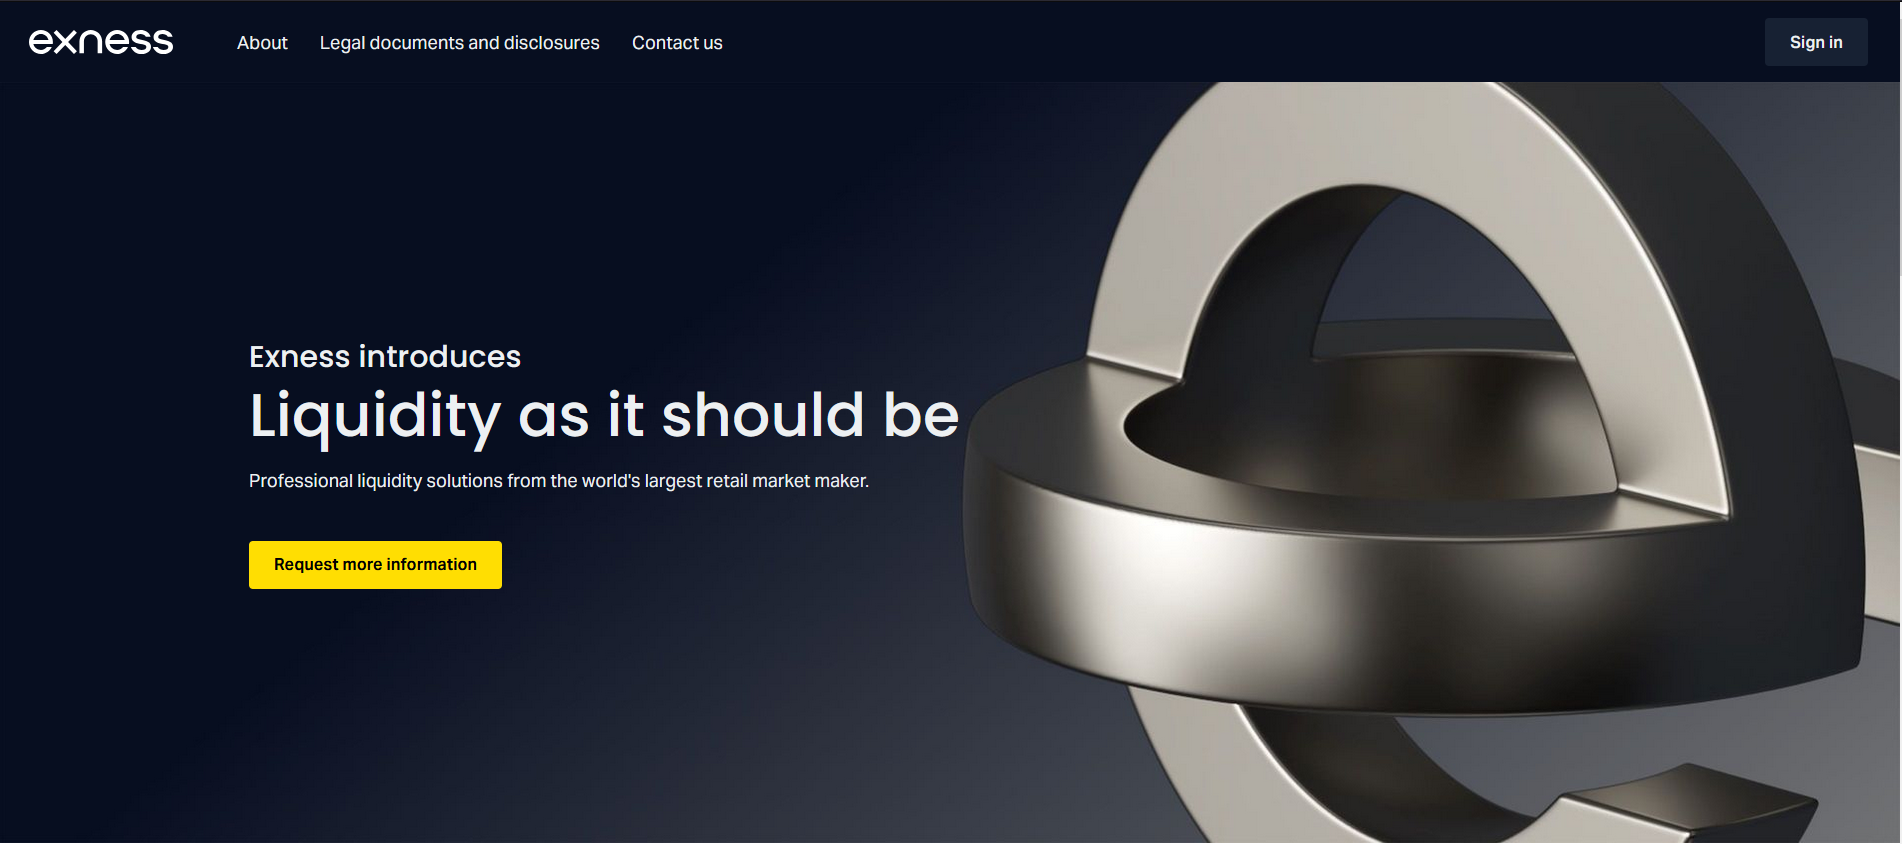 exness
About
Legal documents and disclosures
Contact us
Sign in
Exness introduces
Liquidity as it should be
Professional liquidity solutions from the world's largest retail market maker.
Request more information